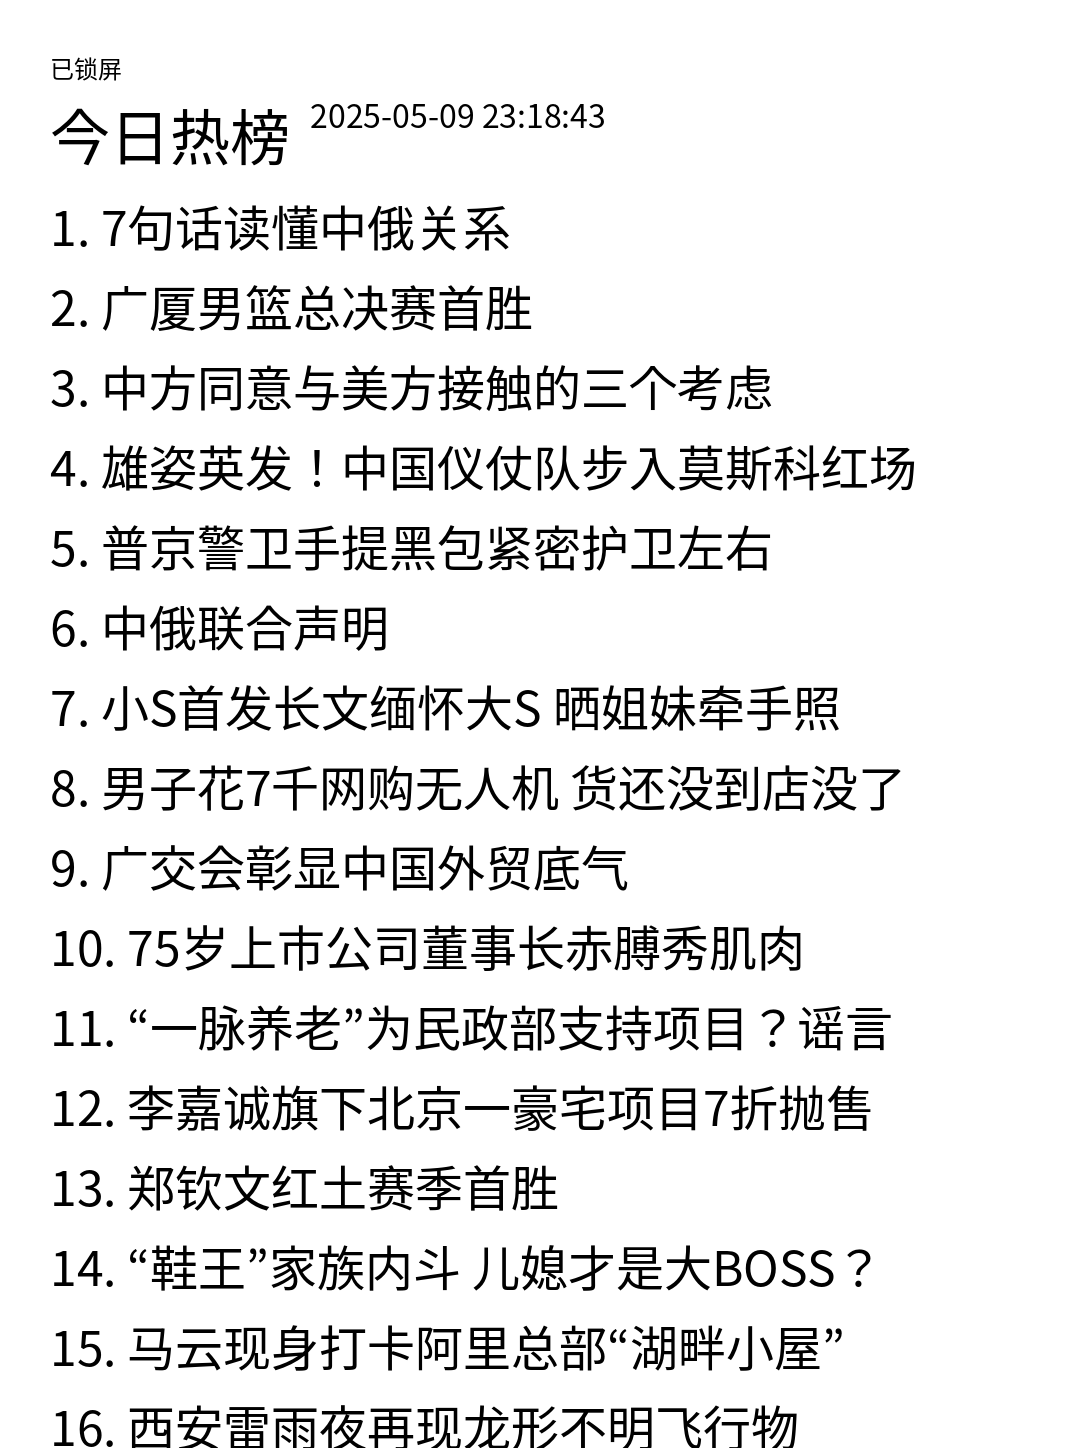 已锁屏
今日热榜 2025-05-09 23:18:43
1. 7句话读懂中俄关系
2. 广厦男篮总决赛首胜
3. 中方同意与美方接触的三个考虑
4. 雄姿英发！中国仪仗队步入莫斯科红场
5. 普京警卫手提黑包紧密护卫左右
6. 中俄联合声明
7. 小S首发长文缅怀大S 晒姐妹牵手照
8. 男子花7千网购无人机 货还没到店没了
9. 广交会彰显中国外贸底气
10. 75岁上市公司董事长赤膊秀肌肉
11. “一脉养老”为民政部支持项目？谣言
12. 李嘉诚旗下北京一豪宅项目7折抛售
13. 郑钦文红土赛季首胜
14. “鞋王”家族内斗 儿媳才是大BOSS？
15. 马云现身打卡阿里总部“湖畔小屋”
16. 西安雷雨夜再现龙形不明飞行物